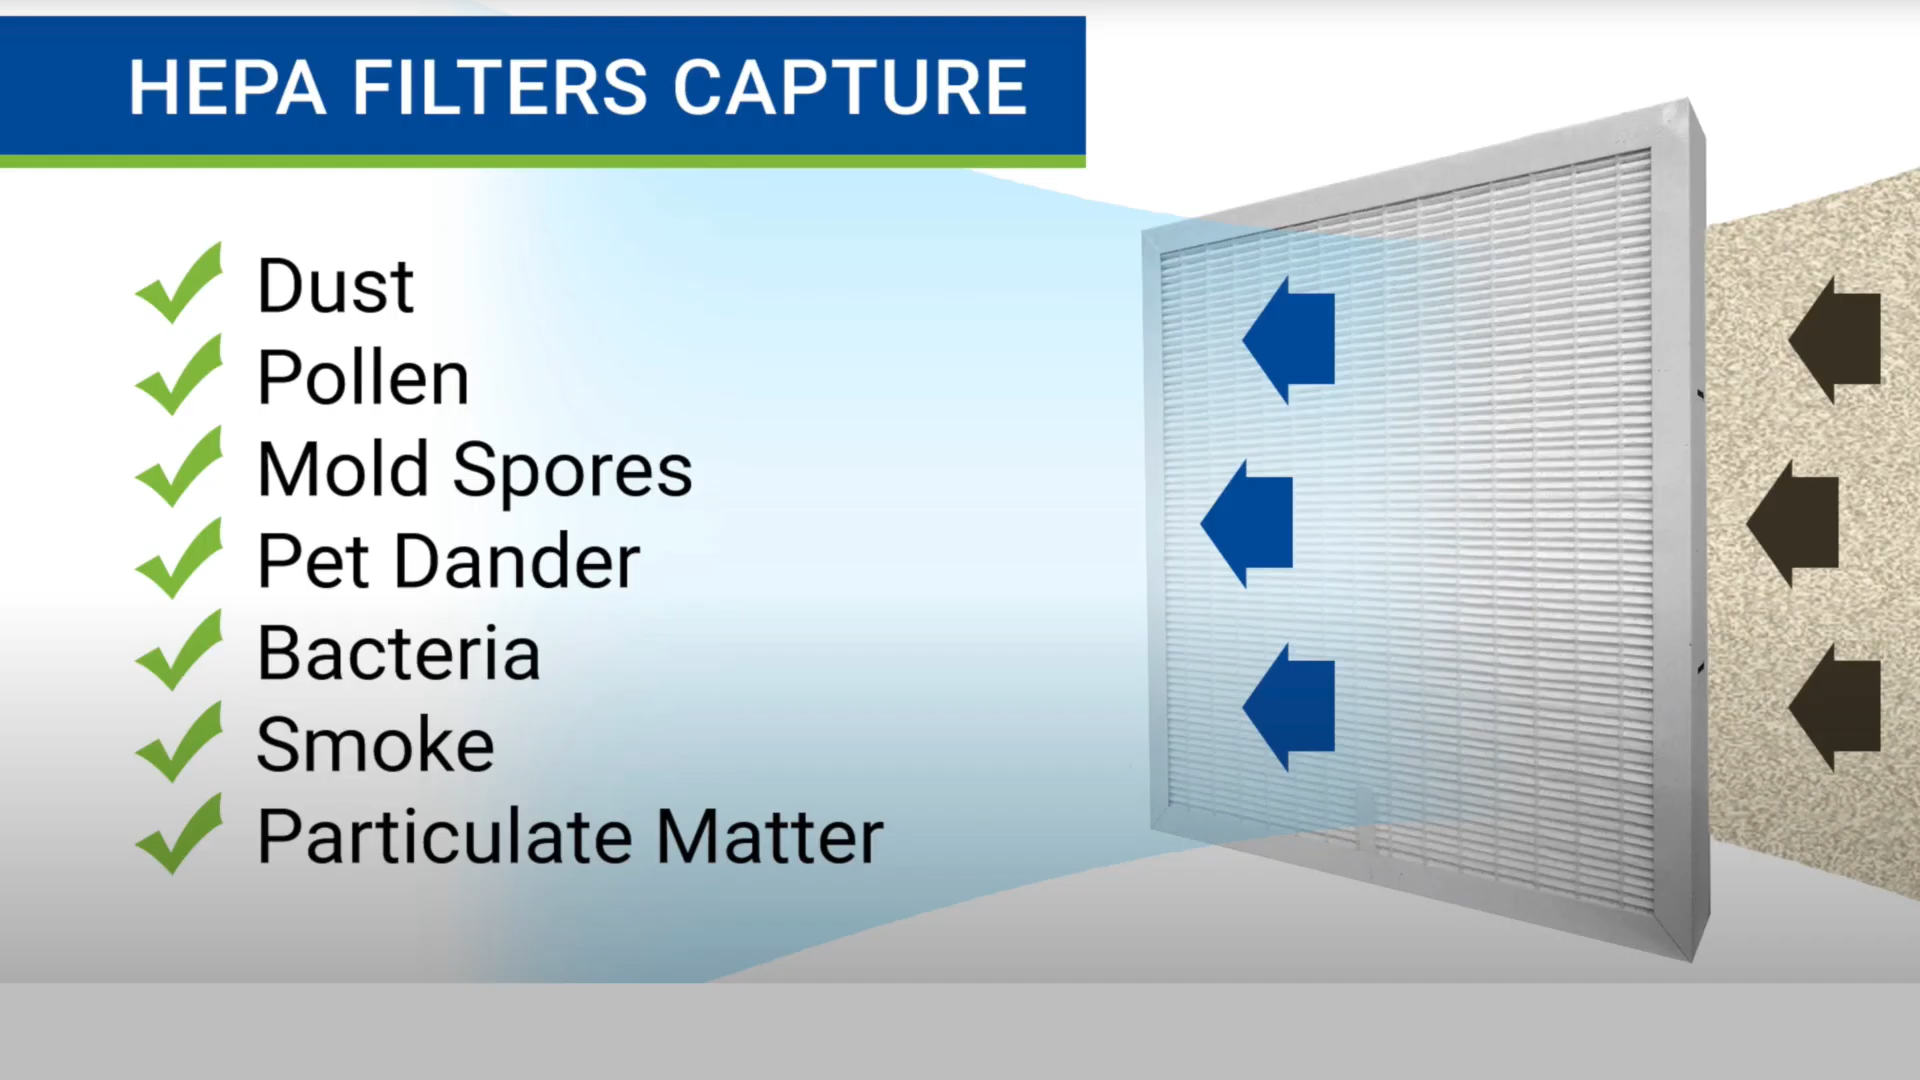 HEPA FILTERS CAPTURE
Dust
Pollen
Mold Spores
Pet Dander
Bacteria
Smoke
Particulate Matter